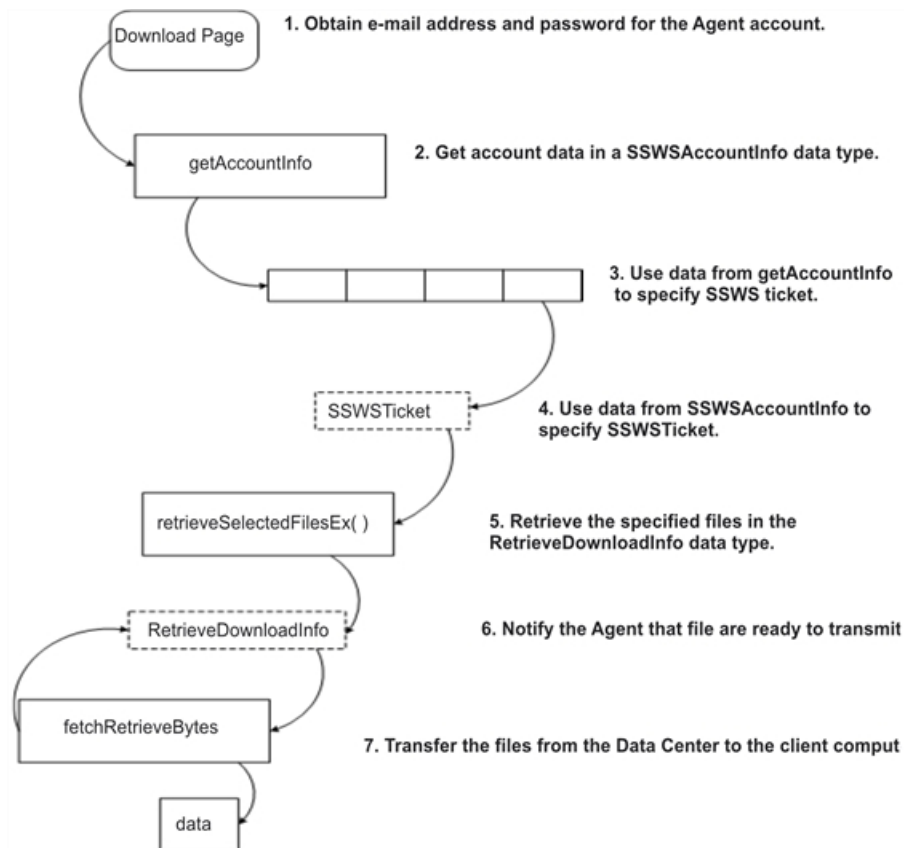 Download Page
1. Obtain e-mail address and password for the Agent account.
getAccountInfo
2. Get account data in a SSWSAccountInfo data type.
3. Use data from getAccountInfo
to specify SSWS ticket.
SSWSTicket
4. Use data from SSWSAccountInfo to
specify SSWSTicket.
retrieveSelectedFilesEx( )
5. Retrieve the specified files in the
RetrieveDownloadInfo data type.
RetrieveDownloadInfo
6. Notify the Agent that file are ready to transmit
fetchRetrieveBytes
7. Transfer the files from the Data Center to the client comput
data